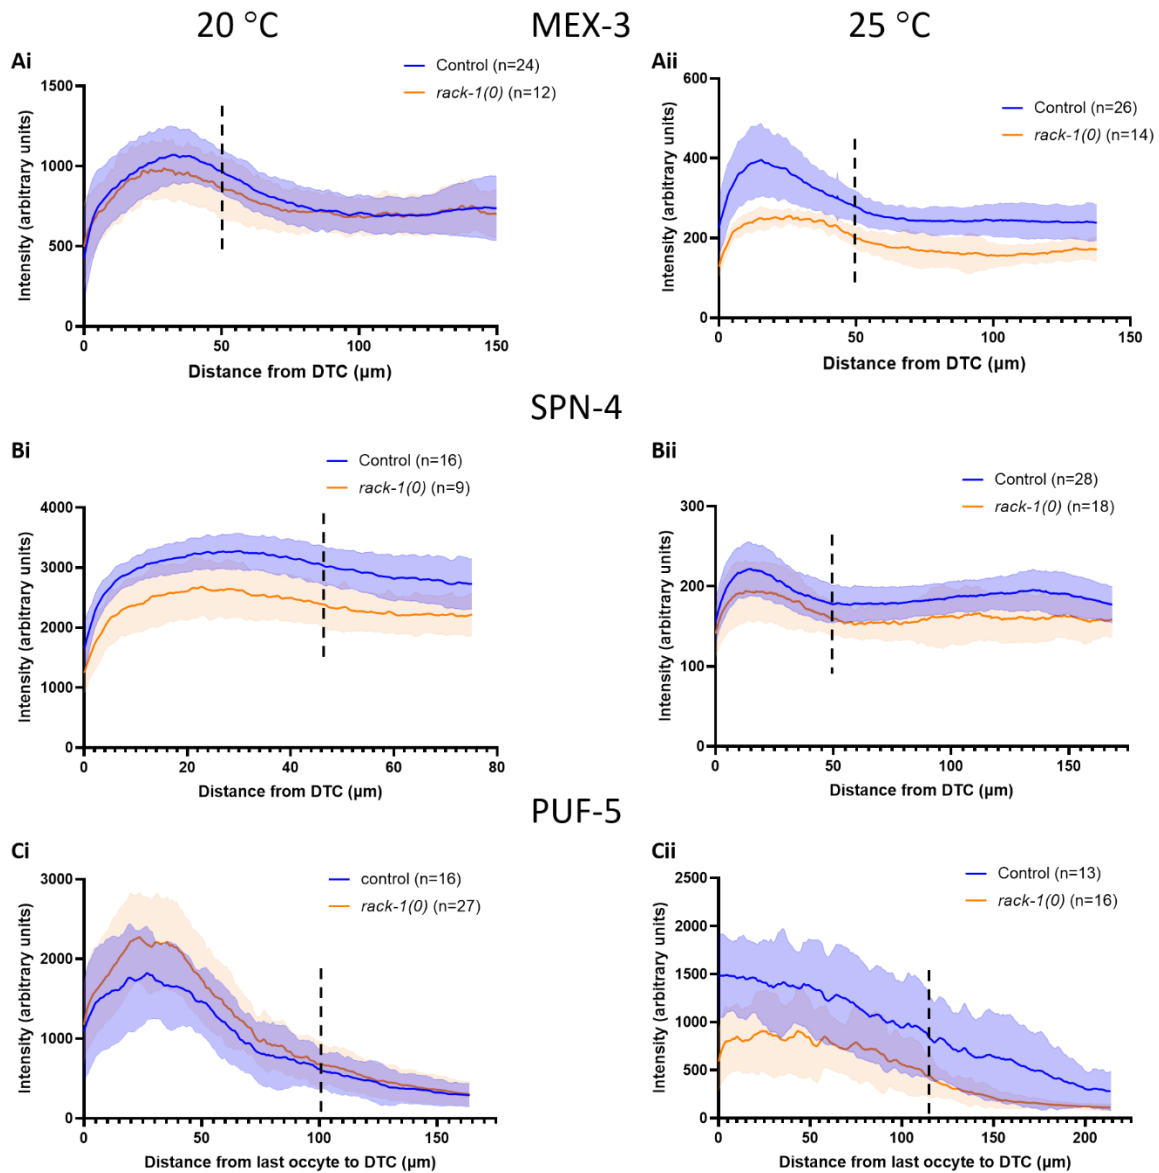 20 °C
MEX-3
25 °C
Ai
Control (n=24)
rack-1(0) (n=12)
Intensity (arbitrary units)
1500
1000
500
0
0 50 100 150
Distance from DTC (µm)
Aii
Control (n=26)
rack-1(0) (n=14)
Intensity (arbitrary units)
600
400
200
0
0 50 100 150
Distance from DTC (µm)
SPN-4
Bi
Control (n=16)
rack-1(0) (n=9)
Intensity (arbitrary units)
4000
3000
2000
1000
0
0 20 40 60 80
Distance from DTC (µm)
Bii
Control (n=28)
rack-1(0) (n=18)
Intensity (arbitrary units)
300
200
100
0
0 50 100 150
Distance from DTC (µm)
PUF-5
Ci
control (n=16)
rack-1(0) (n=27)
Intensity (arbitrary units)
3000
2000
1000
0
0 50 100 150
Distance from last occyte to DTC (µm)
Cii
Control (n=13)
rack-1(0) (n=16)
Intensity (arbitrary units)
2500
2000
1500
1000
500
0
0 50 100 150 200
Distance from last occyte to DTC (µm)